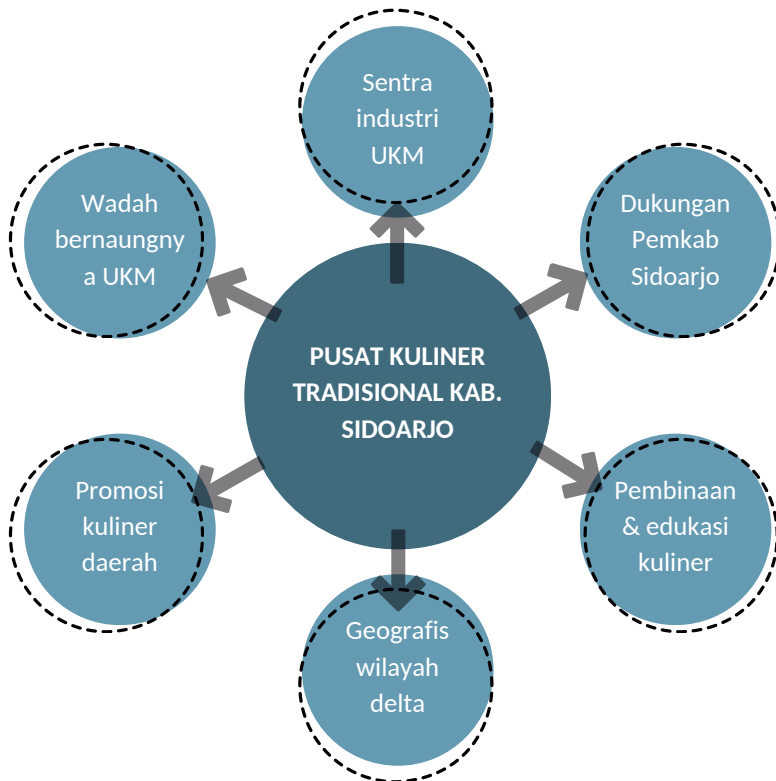 Sentra
industri
UKM
Dukungan
Pemkab
Sidoarjo
Pembinaan
& edukasi
kuliner
Geografis
wilayah
delta
Promosi
kuliner
daerah
Wadah
bernaungny
a UKM
PUSAT KULINER
TRADISIONAL KAB.
SIDOARJO